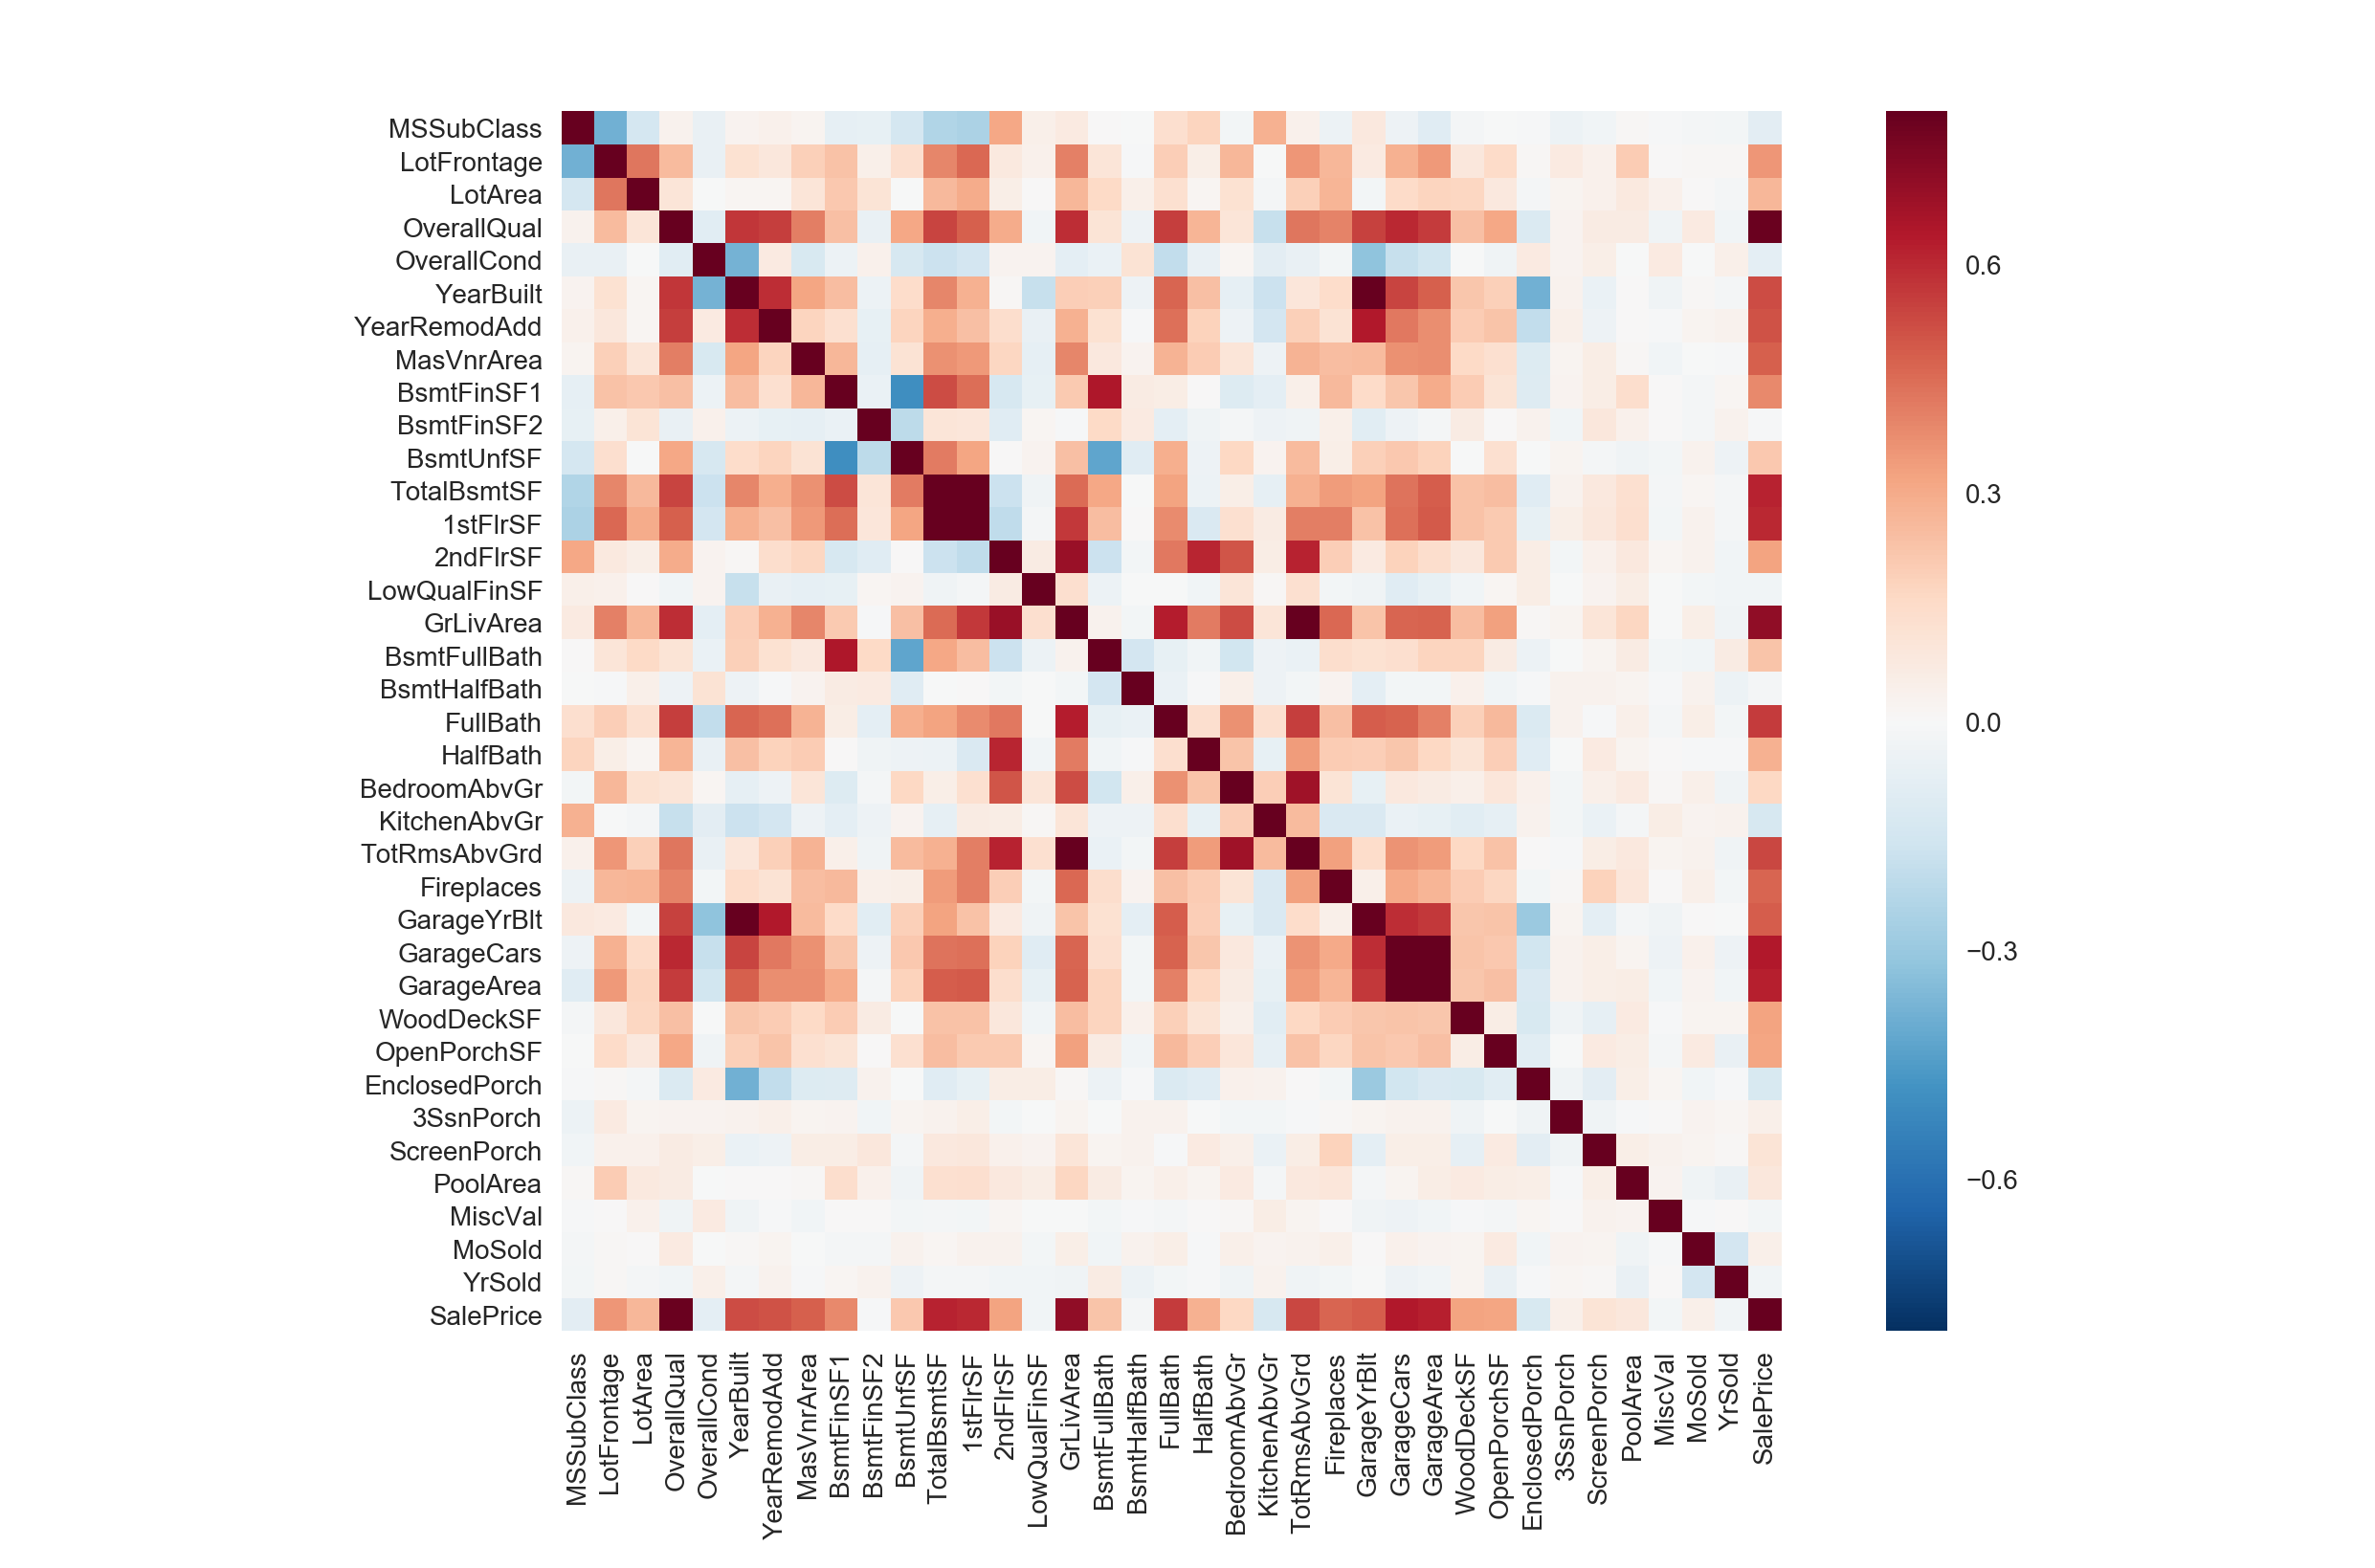 MSSubClass
LotFrontage
LotArea
OverallQual
OverallCond
YearBuilt
YearRemodAdd
MasVnrArea
BsmtFinSF1
BsmtFinSF2
BsmtUnfSF
TotalBsmtSF
1stFlrSF
2ndFlrSF
LowQualFinSF
GrLivArea
BsmtFullBath
BsmtHalfBath
FullBath
HalfBath
BedroomAbvGr
KitchenAbvGr
TotRmsAbvGrd
Fireplaces
GarageYrBlt
GarageCars
GarageArea
WoodDeckSF
OpenPorchSF
EnclosedPorch
3SsnPorch
ScreenPorch
PoolArea
MiscVal
MoSold
YrSold
SalePrice
MSSubClass
LotFrontage
LotArea
OverallQual
OverallCond
YearBuilt
YearRemodAdd
MasVnrArea
BsmtFinSF1
BsmtFinSF2
BsmtUnfSF
TotalBsmtSF
1stFlrSF
2ndFlrSF
LowQualFinSF
GrLivArea
BsmtFullBath
BsmtHalfBath
FullBath
HalfBath
BedroomAbvGr
KitchenAbvGr
TotRmsAbvGrd
Fireplaces
GarageYrBlt
GarageCars
GarageArea
WoodDeckSF
OpenPorchSF
EnclosedPorch
3SsnPorch
ScreenPorch
PoolArea
MiscVal
MoSold
YrSold
SalePrice
0.6
0.3
0.0
−0.3
−0.6